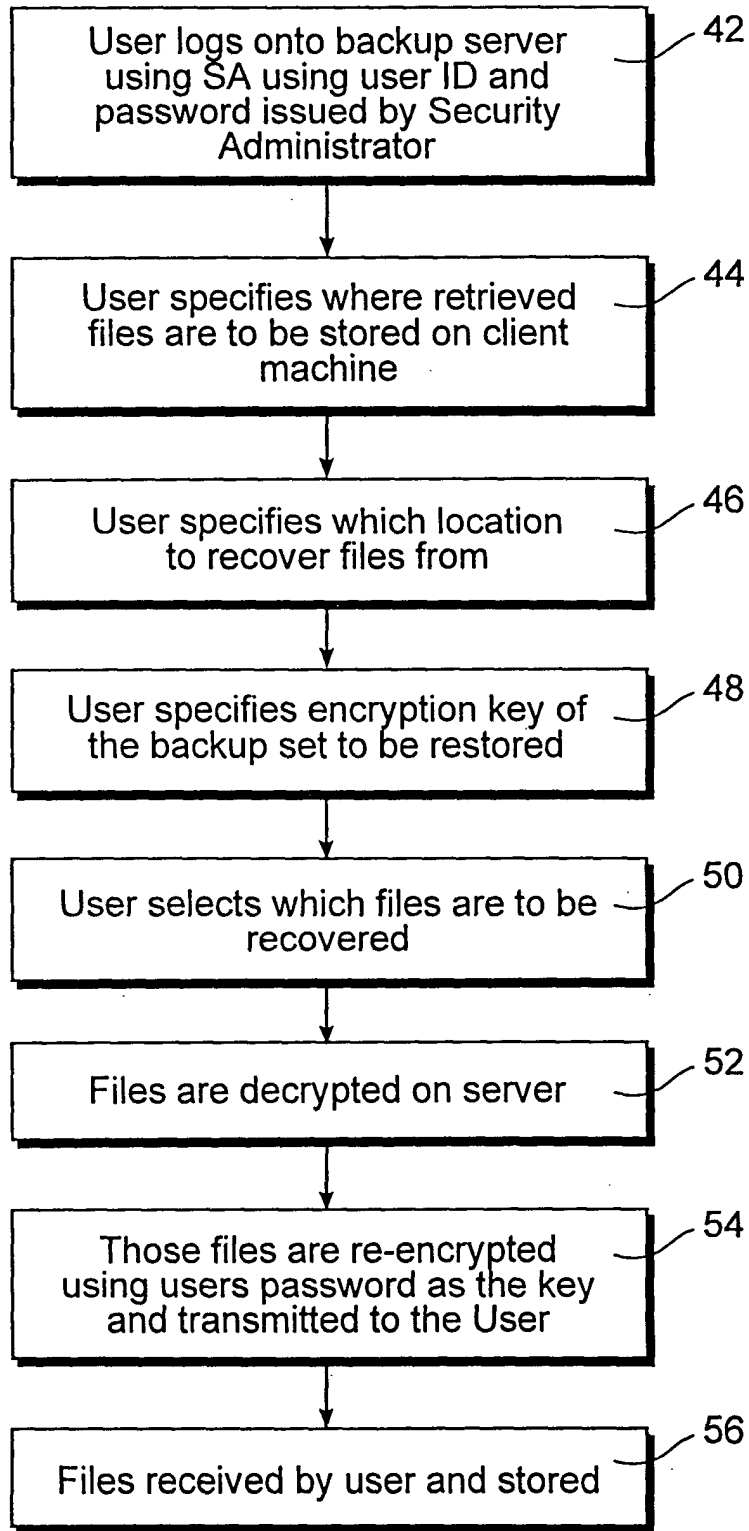 User logs onto backup server
using SA using user ID and
password issued by Security
Administrator
42
User specifies where retrieved
files are to be stored on client
machine
44
User specifies which location
to recover files from
46
User specifies encryption key of
the backup set to be restored
48
User selects which files are to be
recovered
50
Files are decrypted on server
52
Those files are re-encrypted
using users password as the key
and transmitted to the User
54
Files received by user and stored
56